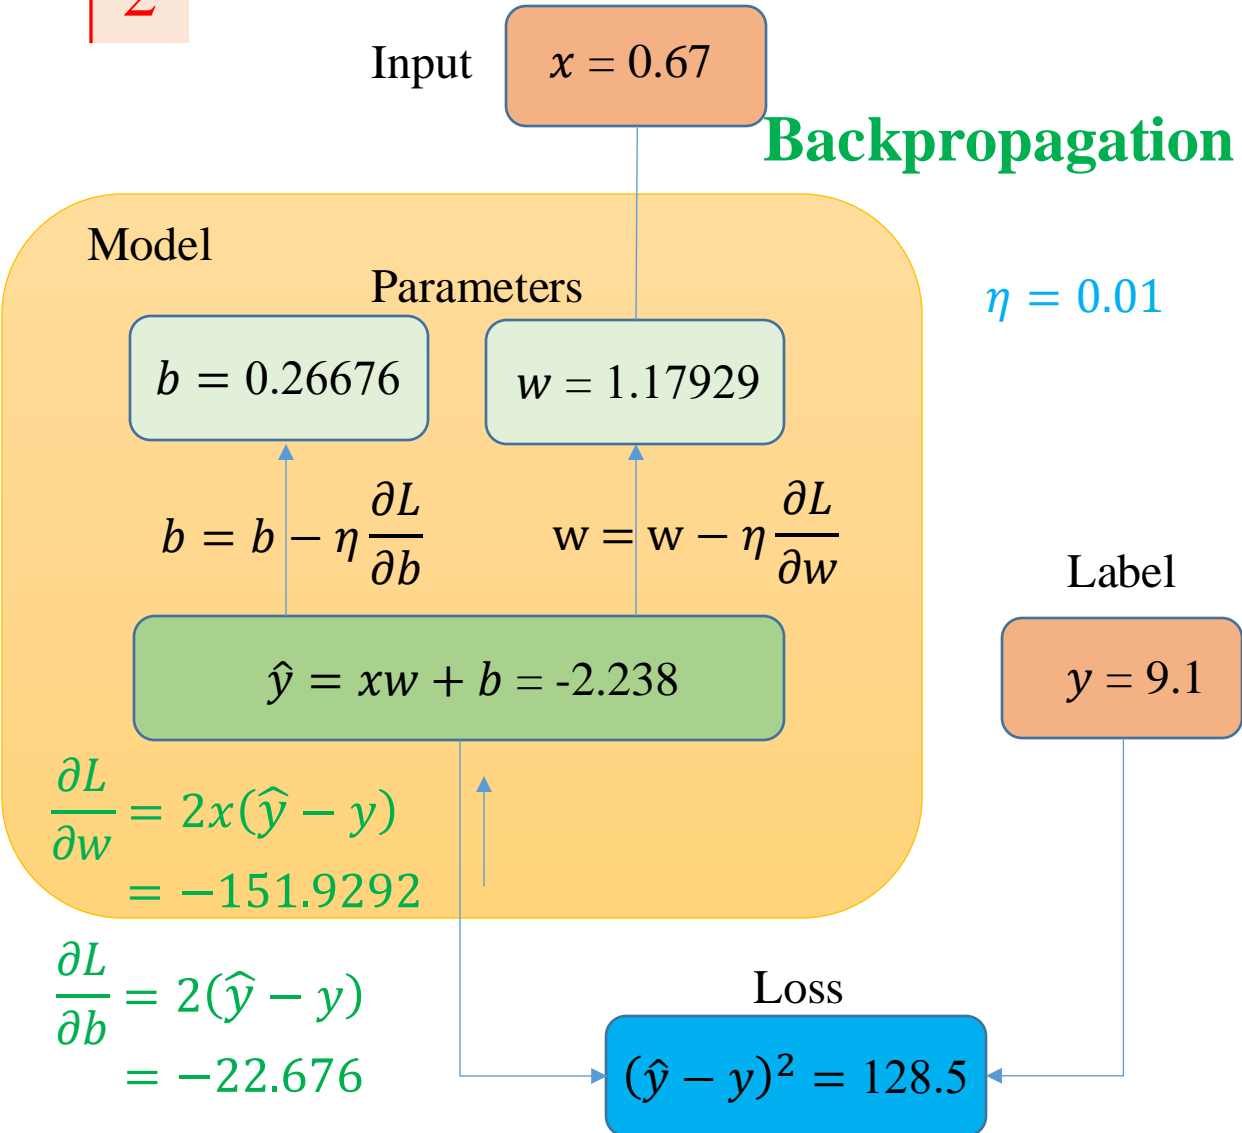 2
Input
x = 0.67
Backpropagation
Model
Parameters
η = 0.01
b = 0.26676
w = 1.17929
b = b − η ∂L/∂b
w = w − η ∂L/∂w
Label
ŷ = xw + b = -2.238
y = 9.1
∂L/∂w = 2x(ŷ − y)
= −151.9292
∂L/∂b = 2(ŷ − y)
= −22.676
Loss
(ŷ − y)² = 128.5